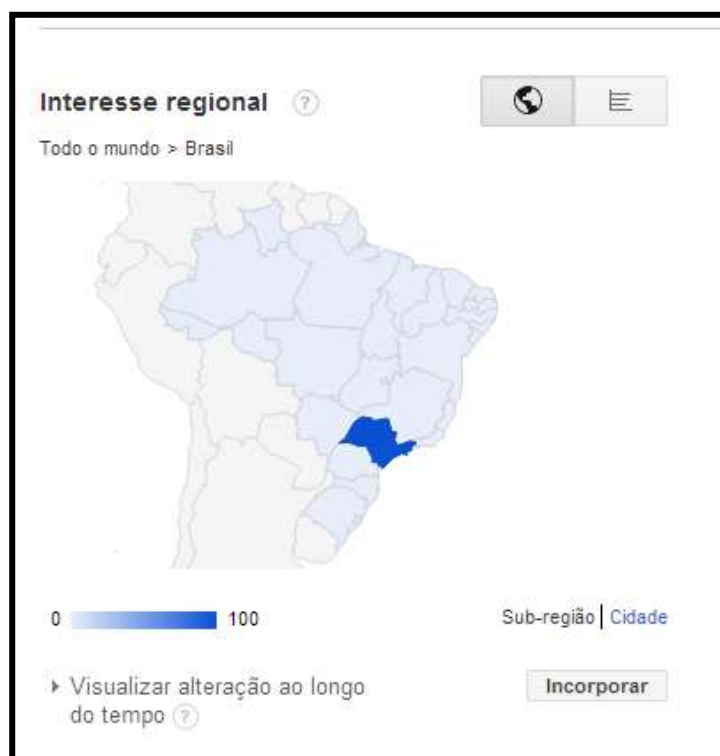 Interesse regional ?
Todo o mundo > Brasil
0 100
Sub-região | Cidade
Visualizar alteração ao longo
do tempo ?
Incorporar